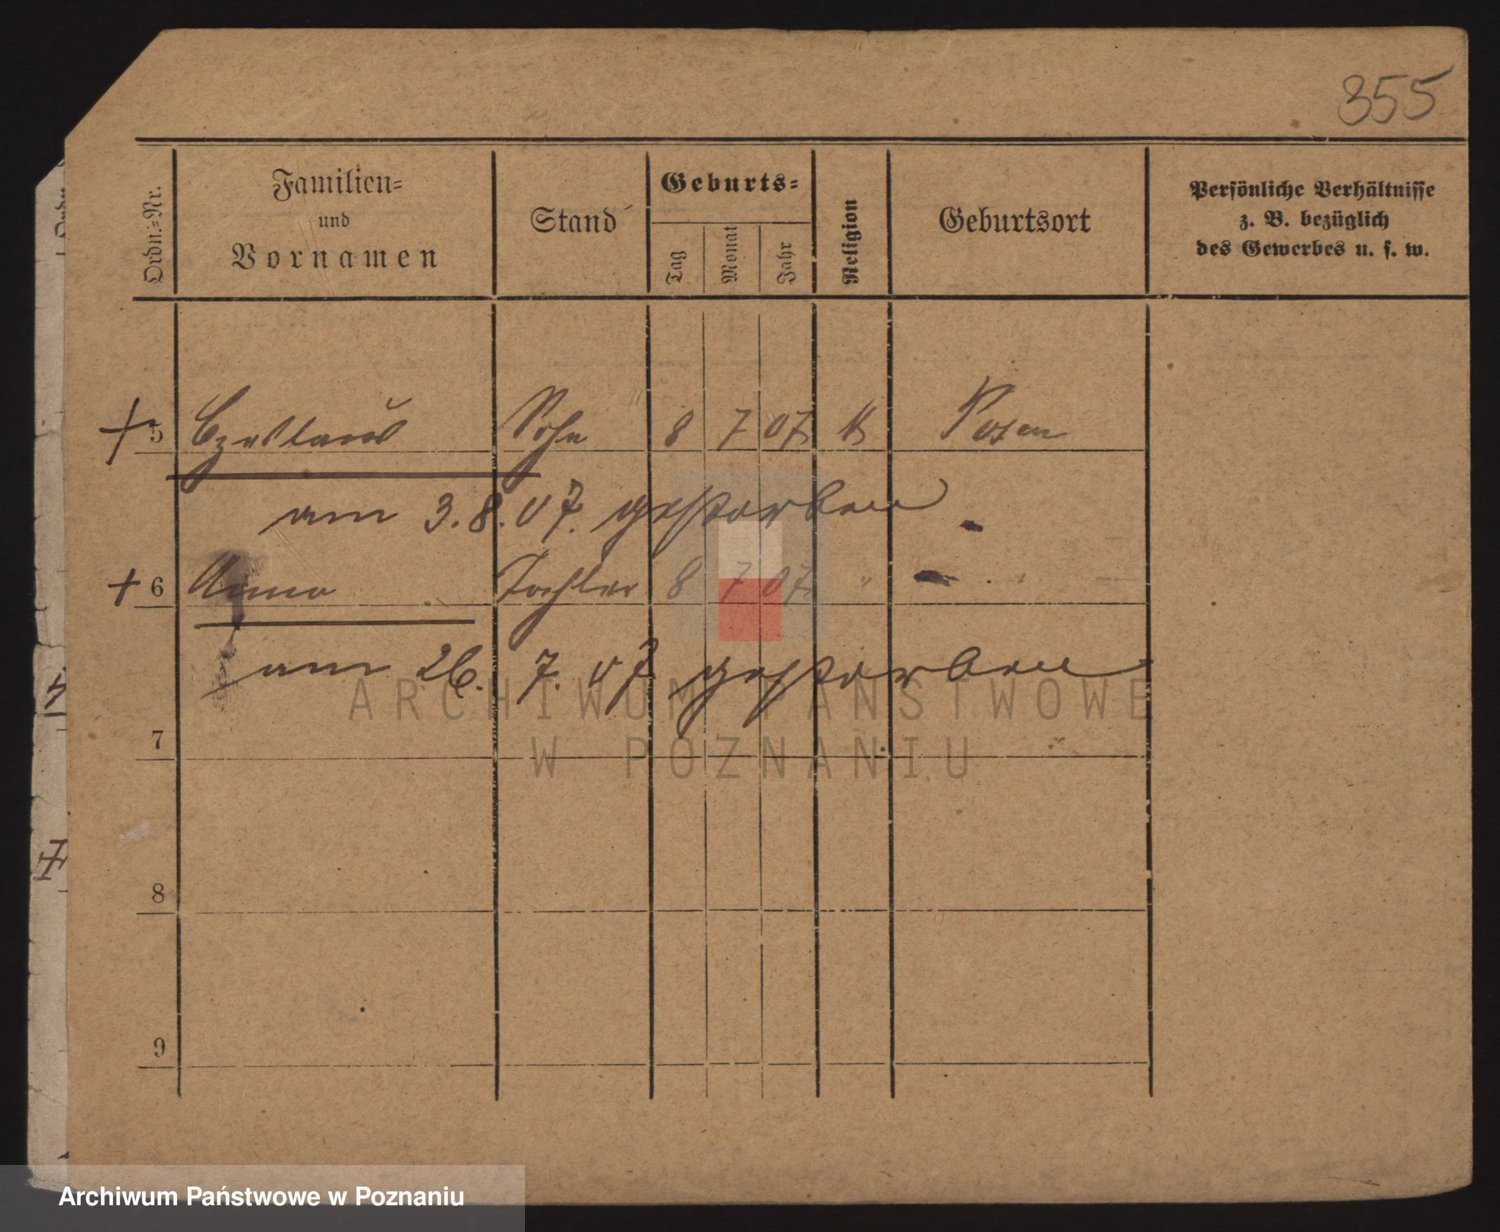 355
Ordn.-Nr.
Familien-
und
Vornamen
Stand
Geburts-
Tag
Monat
Jahr
Religion
Geburtsort
Persönliche Verhältnisse
z. B. bezüglich
des Gewerbes u. s. w.
+ 5 Czeslaus Sohn 8 7 07 k Posen
am 3.8.07. gestorben
+ 6 Anna Tochter 8 7 07 " "
am 26. 7. 07 gestorben
ARCHIWUM PAŃSTWOWE
W POZNANIU
7
8
9
Archiwum Państwowe w Poznaniu